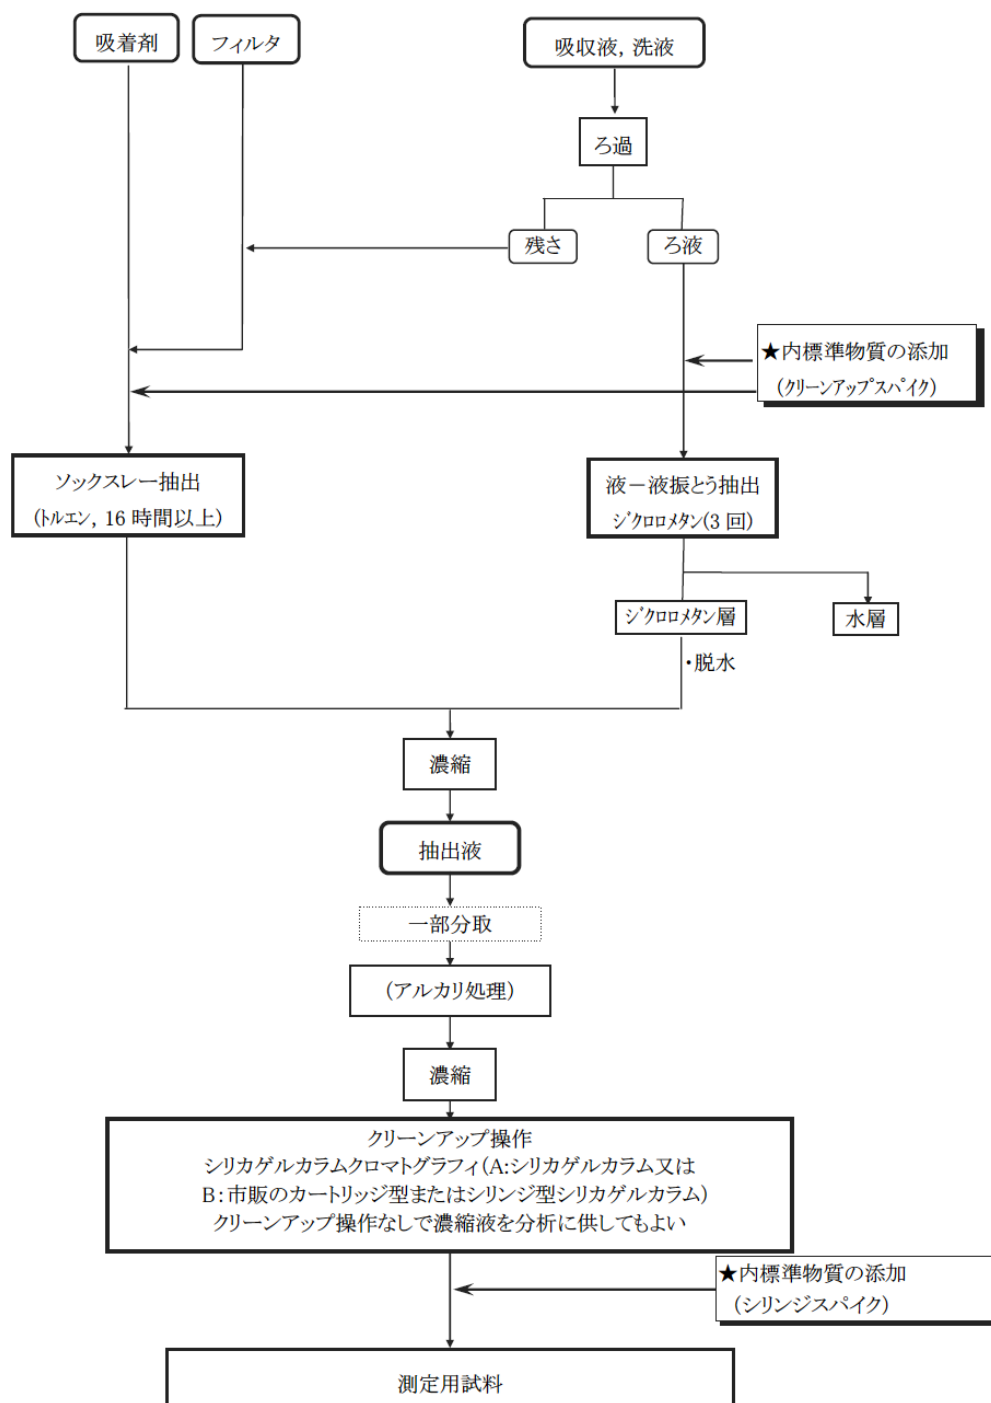 吸着剤
フィルタ
吸収液, 洗液
ろ過
残さ
ろ液
★内標準物質の添加
(クリーンアップスパイク)
ソックスレー抽出
(トルエン, 16 時間以上)
液－液振とう抽出
ジクロロメタン(3 回)
ジクロロメタン層
水層
・脱水
濃縮
抽出液
一部分取
(アルカリ処理)
濃縮
クリーンアップ操作
シリカゲルカラムクロマトグラフィ(A:シリカゲルカラム又は
B:市販のカートリッジ型またはシリンジ型シリカゲルカラム)
クリーンアップ操作なしで濃縮液を分析に供してもよい
★内標準物質の添加
(シリンジスパイク)
測定用試料